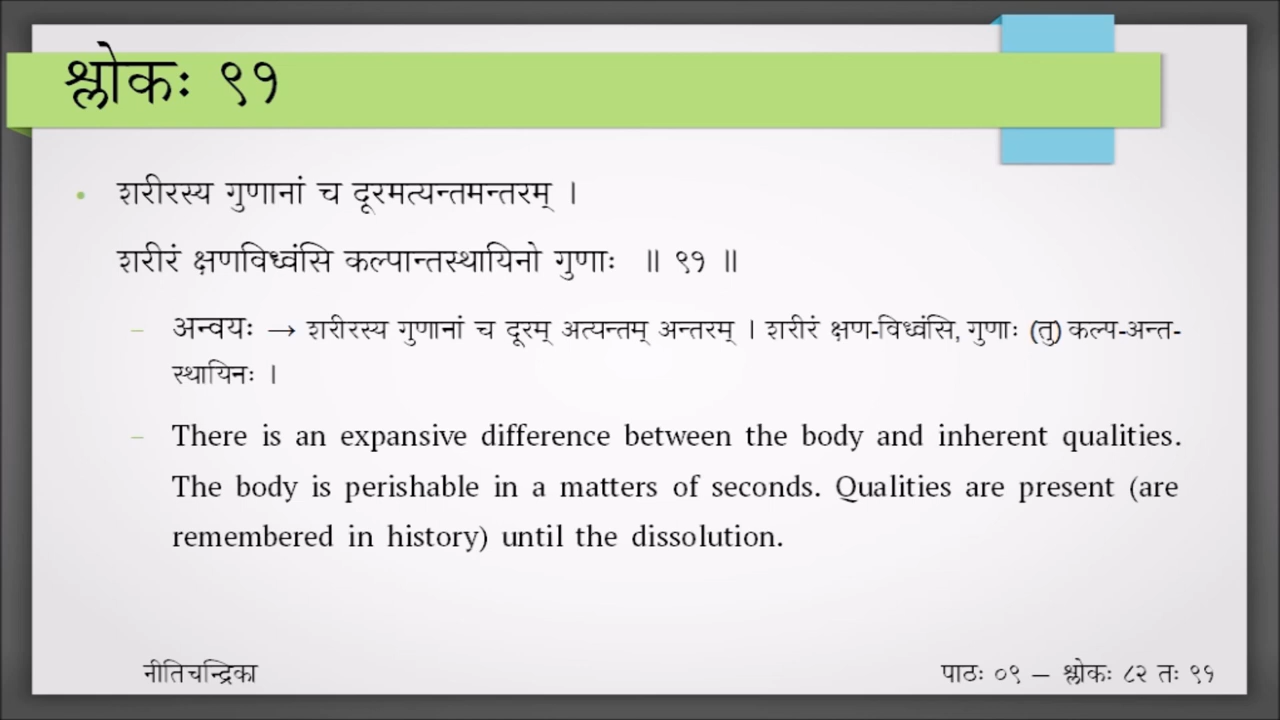 श्लोकः ९१
• शरीरस्य गुणानां च दूरमत्यन्तमन्तरम् ।
शरीरं क्षणविध्वंसि कल्पान्तस्थायिनो गुणाः ॥ ९१ ॥
– अन्वयः → शरीरस्य गुणानां च दूरम् अत्यन्तम् अन्तरम् । शरीरं क्षण-विध्वंसि, गुणाः (तु) कल्प-अन्त-
स्थायिनः ।
– There is an expansive difference between the body and inherent qualities.
The body is perishable in a matters of seconds. Qualities are present (are
remembered in history) until the dissolution.
नीतिचन्द्रिका
पाठः ०९ – श्लोकः ८२ तः ९१